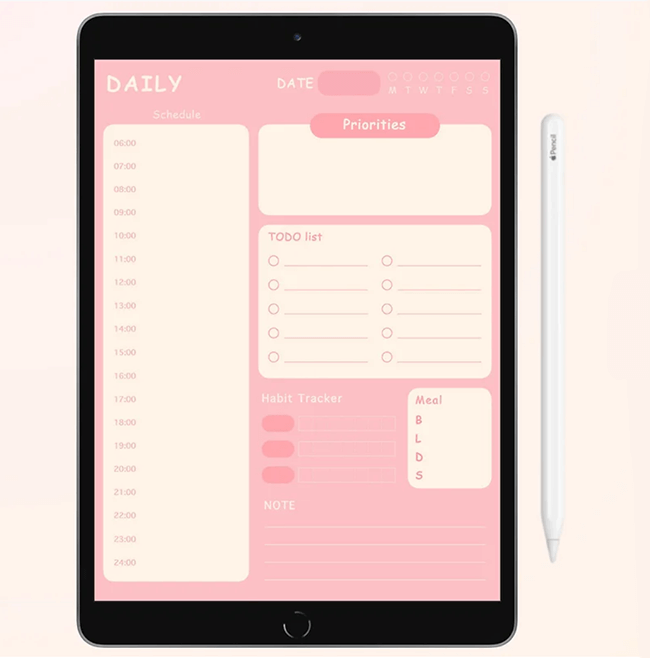 DAILY
DATE
M T W T F S S
Schedule
06:00
07:00
08:00
09:00
10:00
11:00
12:00
13:00
14:00
15:00
16:00
17:00
18:00
19:00
20:00
21:00
22:00
23:00
24:00
Priorities
TODO list
Habit Tracker
Meal
B
L
D
S
NOTE
Pencil